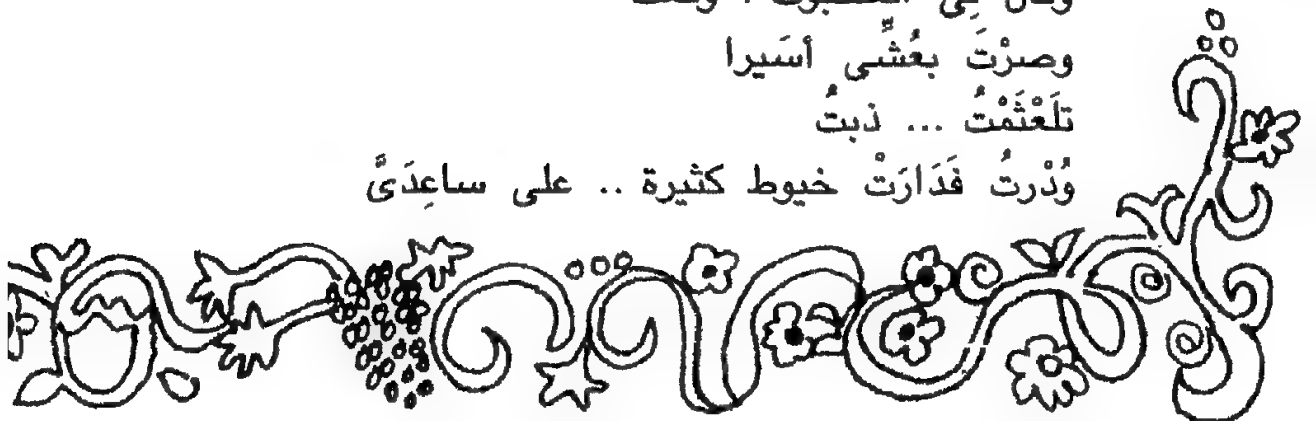 وصرْتَ بعُشِّى أسَيرا
تلَعْثَمْتُ ... ذبتُ
وُدْرتُ فَدَارَتْ خيوط كثيرة .. على ساعِدَىَّ